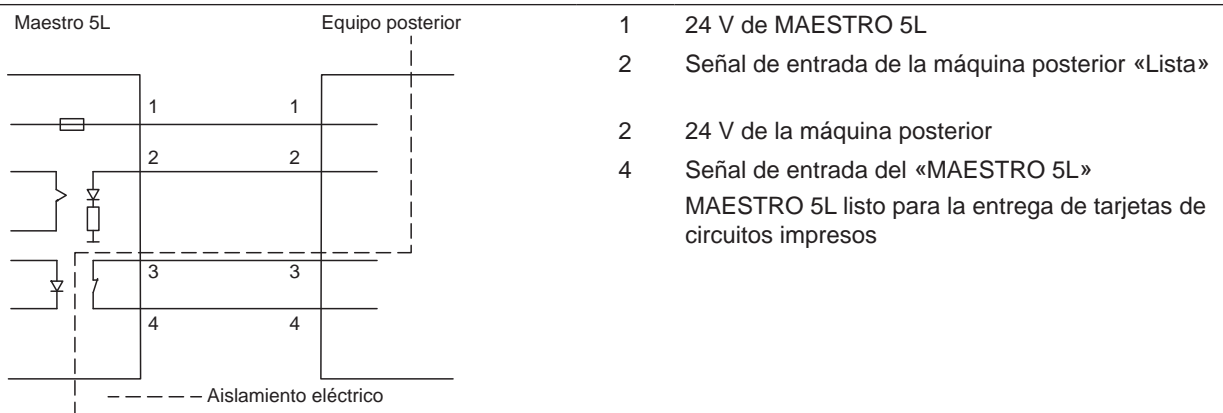 Maestro 5L
Equipo posterior
1 1
2 2
3 3
4 4
Aislamiento eléctrico
1 24 V de MAESTRO 5L
2 Señal de entrada de la máquina posterior «Lista»
2 24 V de la máquina posterior
4 Señal de entrada del «MAESTRO 5L»
MAESTRO 5L listo para la entrega de tarjetas de
circuitos impresos